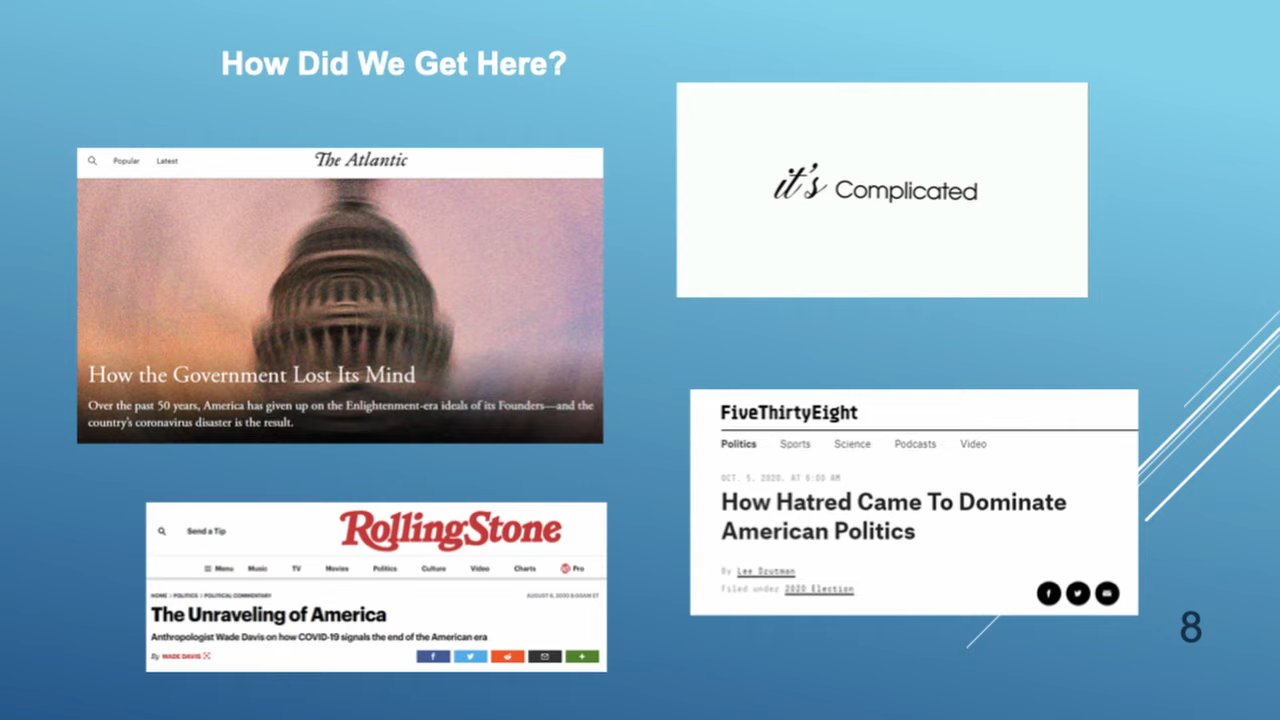 How Did We Get Here?
Popular Latest The Atlantic
How the Government Lost Its Mind
Over the past 50 years, America has given up on the Enlightenment-era ideals of its Founders—and the
country's coronavirus disaster is the result.
it's Complicated
FiveThirtyEight
Politics Sports Science Podcasts Video
OCT. 5, 2020, AT 6:00 AM
How Hatred Came To Dominate
American Politics
By Lee Drutman
Filed under 2020 Election
Send a Tip RollingStone
Menu Music TV Movies Politics Culture Video Charts Pro
HOME > POLITICS > POLITICAL COMMENTARY AUGUST 6, 2020 8:00AM ET
The Unraveling of America
Anthropologist Wade Davis on how COVID-19 signals the end of the American era
By WADE DAVIS
8